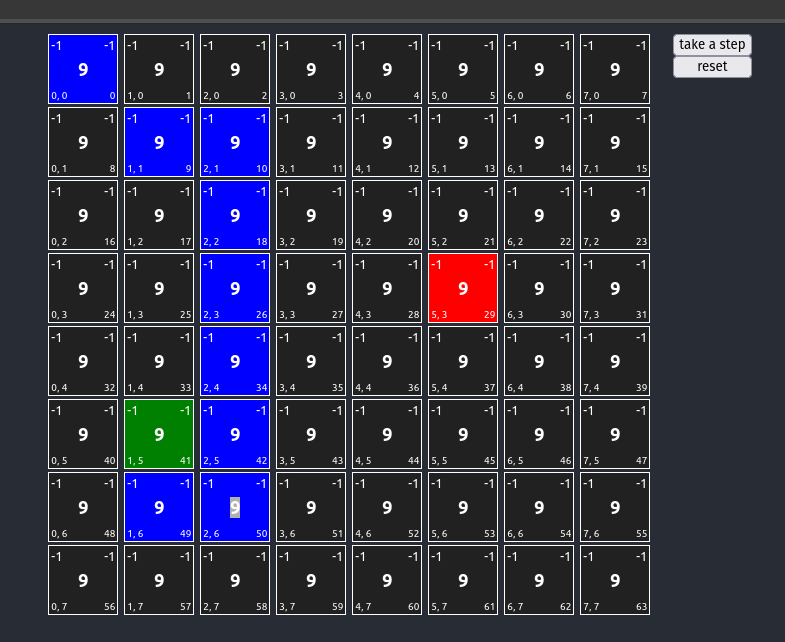 -1 -1 -1 -1 -1 -1 -1 -1 -1 -1 -1 -1 -1 -1 -1 -1 take a step
9 9 9 9 9 9 9 9 reset
0, 0 0 1, 0 1 2, 0 2 3, 0 3 4, 0 4 5, 0 5 6, 0 6 7, 0 7
-1 -1 -1 -1 -1 -1 -1 -1 -1 -1 -1 -1 -1 -1 -1 -1
9 9 9 9 9 9 9 9
0, 1 8 1, 1 9 2, 1 10 3, 1 11 4, 1 12 5, 1 13 6, 1 14 7, 1 15
-1 -1 -1 -1 -1 -1 -1 -1 -1 -1 -1 -1 -1 -1 -1 -1
9 9 9 9 9 9 9 9
0, 2 16 1, 2 17 2, 2 18 3, 2 19 4, 2 20 5, 2 21 6, 2 22 7, 2 23
-1 -1 -1 -1 -1 -1 -1 -1 -1 -1 -1 -1 -1 -1 -1 -1
9 9 9 9 9 9 9 9
0, 3 24 1, 3 25 2, 3 26 3, 3 27 4, 3 28 5, 3 29 6, 3 30 7, 3 31
-1 -1 -1 -1 -1 -1 -1 -1 -1 -1 -1 -1 -1 -1 -1 -1
9 9 9 9 9 9 9 9
0, 4 32 1, 4 33 2, 4 34 3, 4 35 4, 4 36 5, 4 37 6, 4 38 7, 4 39
-1 -1 -1 -1 -1 -1 -1 -1 -1 -1 -1 -1 -1 -1 -1 -1
9 9 9 9 9 9 9 9
0, 5 40 1, 5 41 2, 5 42 3, 5 43 4, 5 44 5, 5 45 6, 5 46 7, 5 47
-1 -1 -1 -1 -1 -1 -1 -1 -1 -1 -1 -1 -1 -1 -1 -1
9 9 9 9 9 9 9 9
0, 6 48 1, 6 49 2, 6 50 3, 6 51 4, 6 52 5, 6 53 6, 6 54 7, 6 55
-1 -1 -1 -1 -1 -1 -1 -1 -1 -1 -1 -1 -1 -1 -1 -1
9 9 9 9 9 9 9 9
0, 7 56 1, 7 57 2, 7 58 3, 7 59 4, 7 60 5, 7 61 6, 7 62 7, 7 63